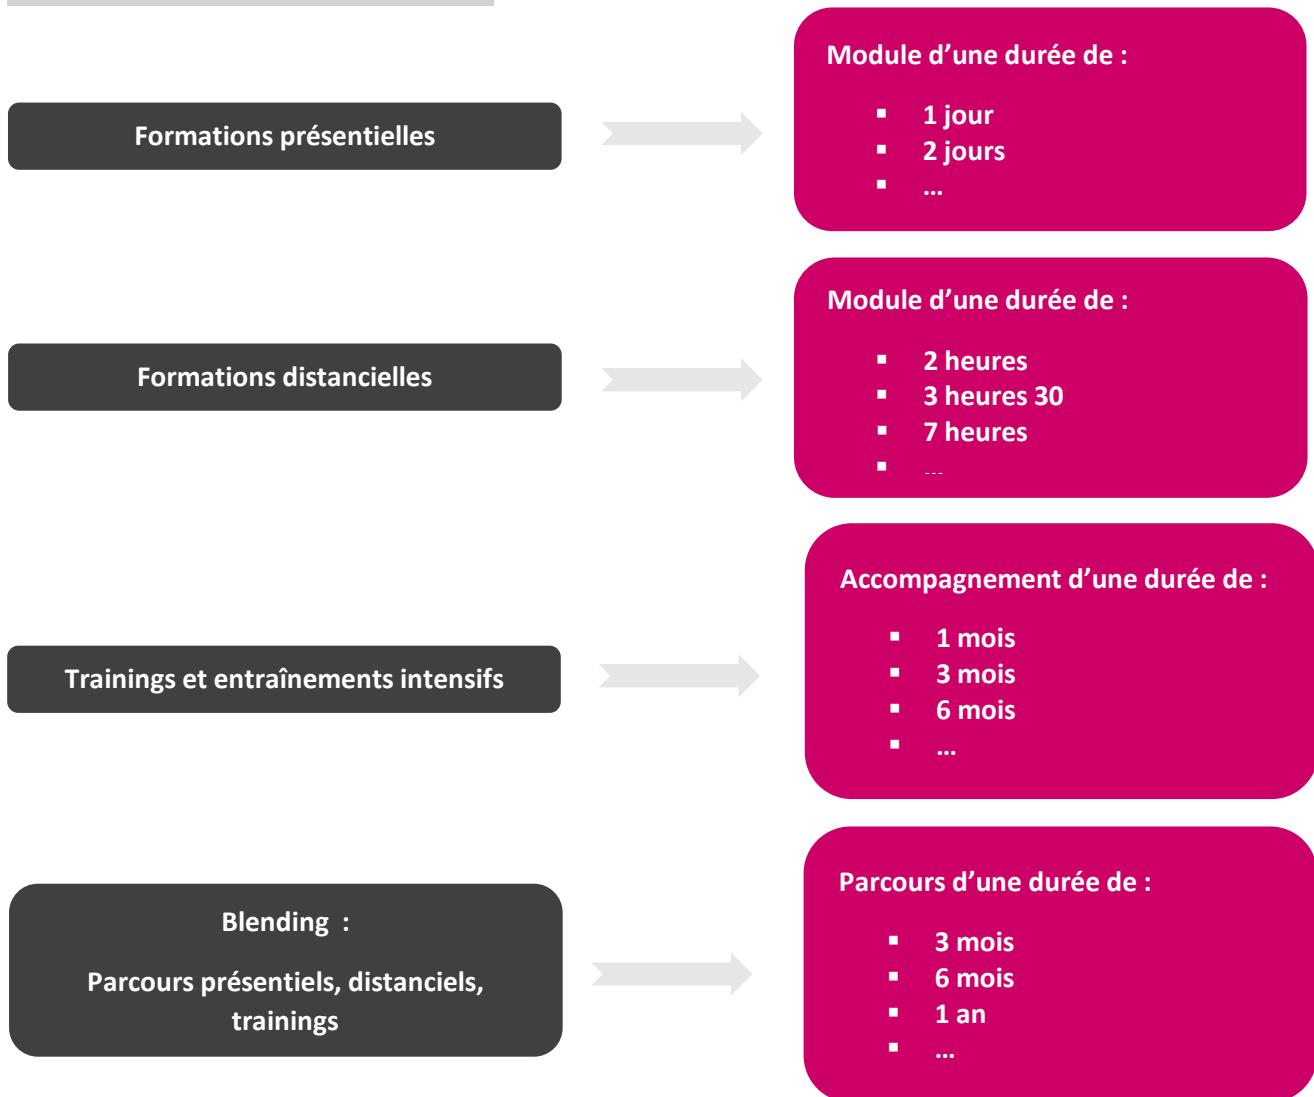 Formations présentielles
Module d’une durée de :
▪ 1 jour
▪ 2 jours
▪ …
Formations distancielles
Module d’une durée de :
▪ 2 heures
▪ 3 heures 30
▪ 7 heures
▪ …
Trainings et entraînements intensifs
Accompagnement d’une durée de :
▪ 1 mois
▪ 3 mois
▪ 6 mois
▪ …
Blending  :
Parcours présentiels, distanciels,
trainings
Parcours d’une durée de :
▪ 3 mois
▪ 6 mois
▪ 1 an
▪ …